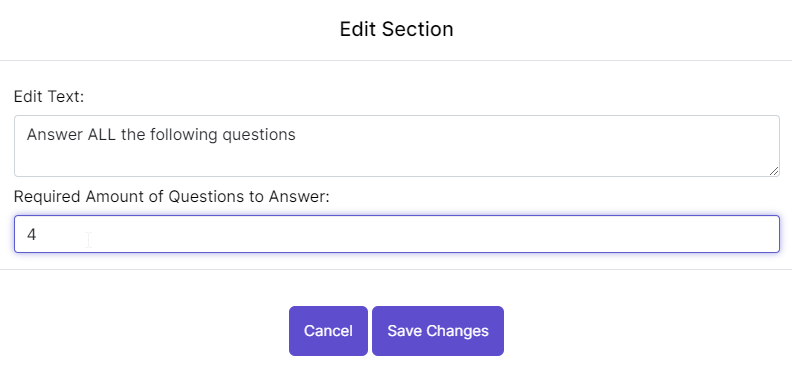 Edit Section
Edit Text:
Answer ALL the following questions
Required Amount of Questions to Answer:
4
Cancel Save Changes